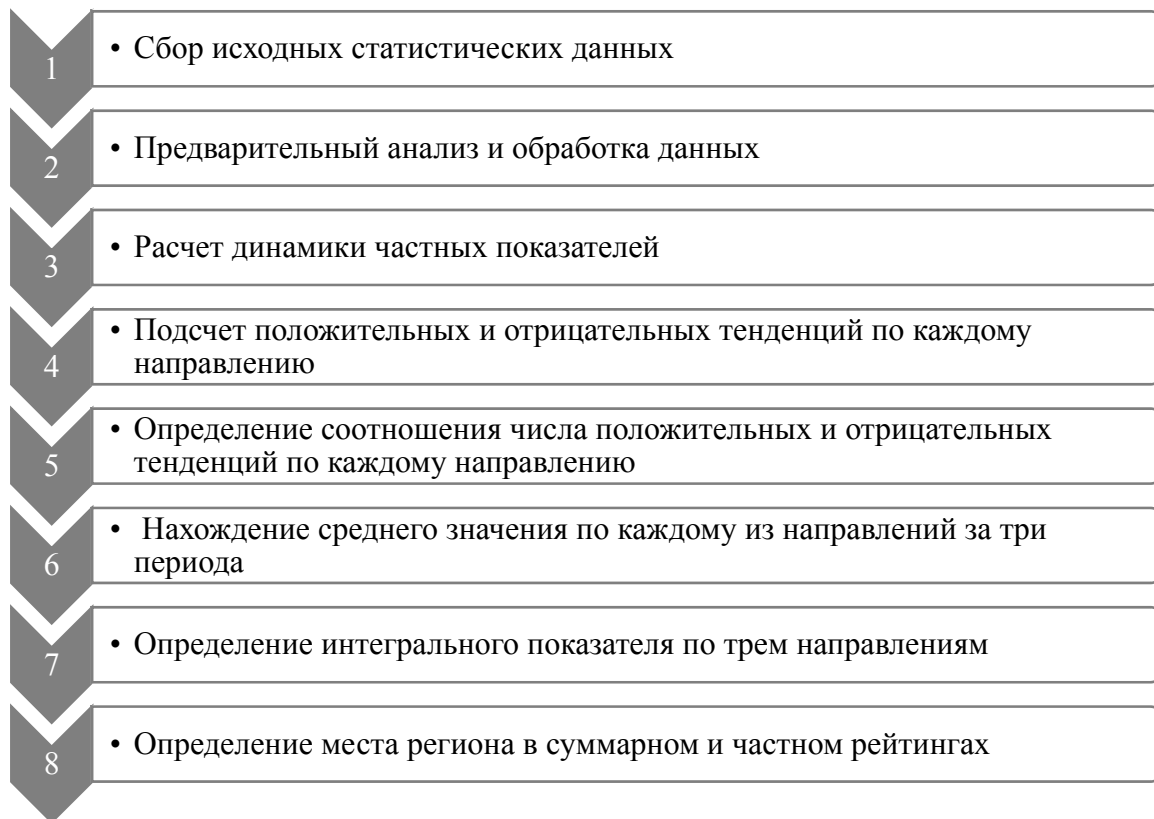 1
• Сбор исходных статистических данных
2
• Предварительный анализ и обработка данных
3
• Расчет динамики частных показателей
4
• Подсчет положительных и отрицательных тенденций по каждому
направлению
5
• Определение соотношения числа положительных и отрицательных
тенденций по каждому направлению
6
• Нахождение среднего значения по каждому из направлений за три
периода
7
• Определение интегрального показателя по трем направлениям
8
• Определение места региона в суммарном и частном рейтингах